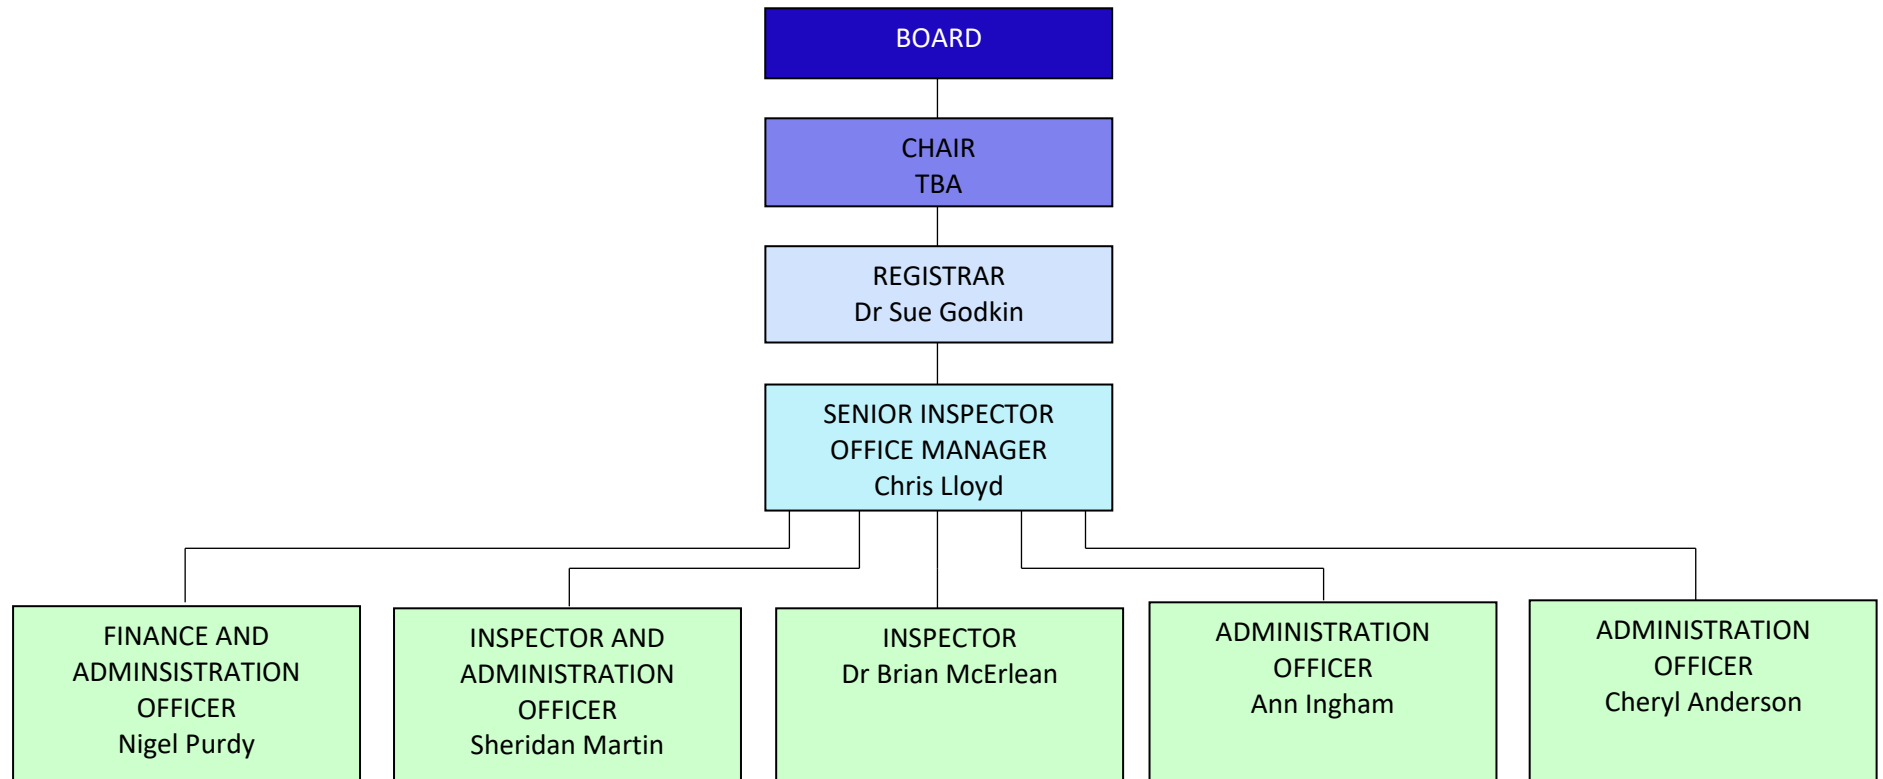 BOARD
CHAIR
TBA
REGISTRAR
Dr Sue Godkin
SENIOR INSPECTOR
OFFICE MANAGER
Chris Lloyd
FINANCE AND
ADMINSISTRATION
OFFICER
Nigel Purdy
INSPECTOR AND
ADMINISTRATION
OFFICER
Sheridan Martin
INSPECTOR
Dr Brian McErlean
ADMINISTRATION
OFFICER
Ann Ingham
ADMINISTRATION
OFFICER
Cheryl Anderson